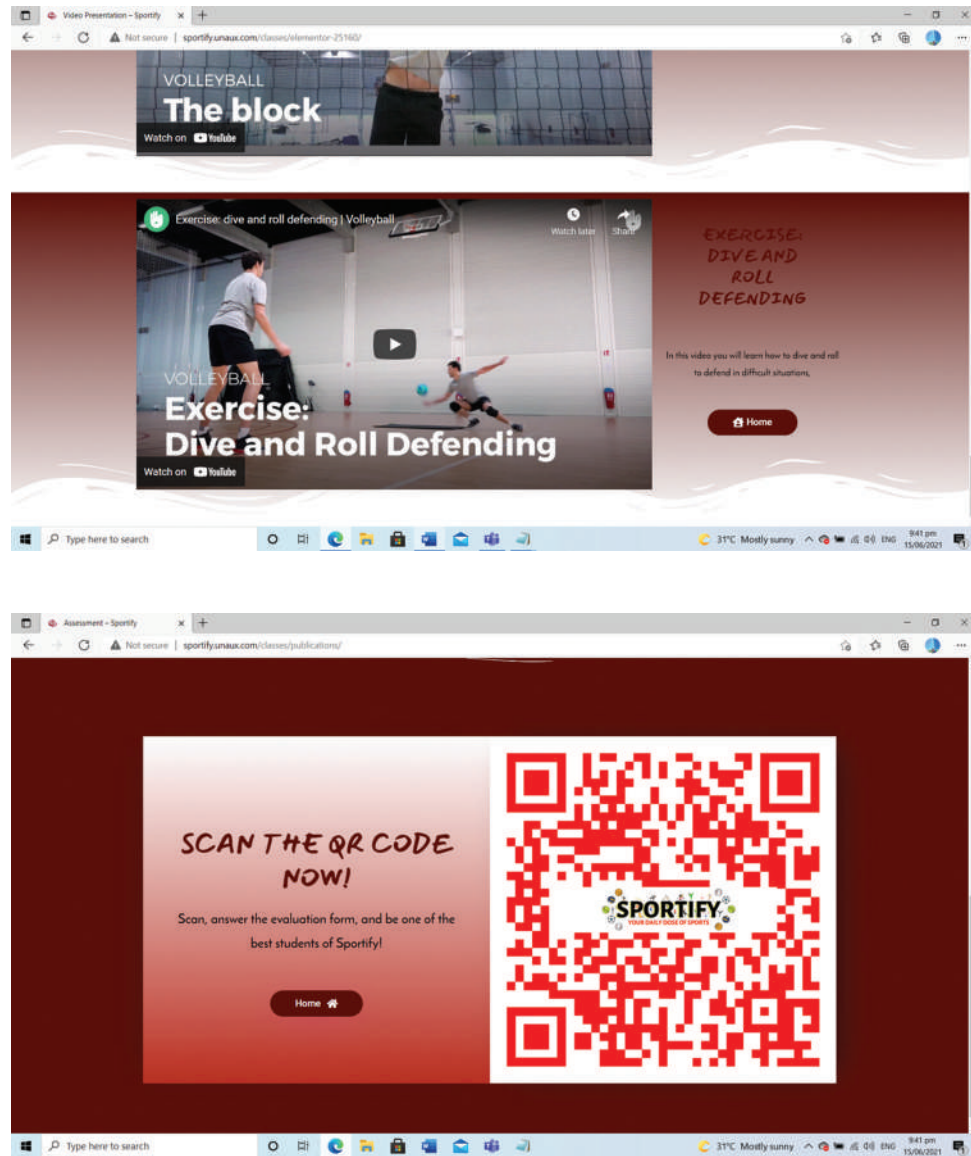 Video Presentation – Sportify
Not secure | sportify.unaux.com/classes/elementor-25160/
VOLLEYBALL
The block
Watch on YouTube
Exercise: dive and roll defending | Volleyball
Watch later
Share
VOLLEYBALL
Exercise:
Dive and Roll Defending
Watch on YouTube
EXERCISE:
DIVE AND
ROLL
DEFENDING
In this video you will learn how to dive and roll
to defend in difficult situations,
Home
Type here to search
31°C Mostly sunny
ENG
9:41 pm
15/06/2021
Assessment – Sportify
Not secure | sportify.unaux.com/classes/publications/
SCAN THE QR CODE
NOW!
Scan, answer the evaluation form, and be one of the
best students of Sportify!
Home
SPORTIFY
YOUR DAILY DOSE OF SPORTS
Type here to search
31°C Mostly sunny
ENG
9:41 pm
15/06/2021